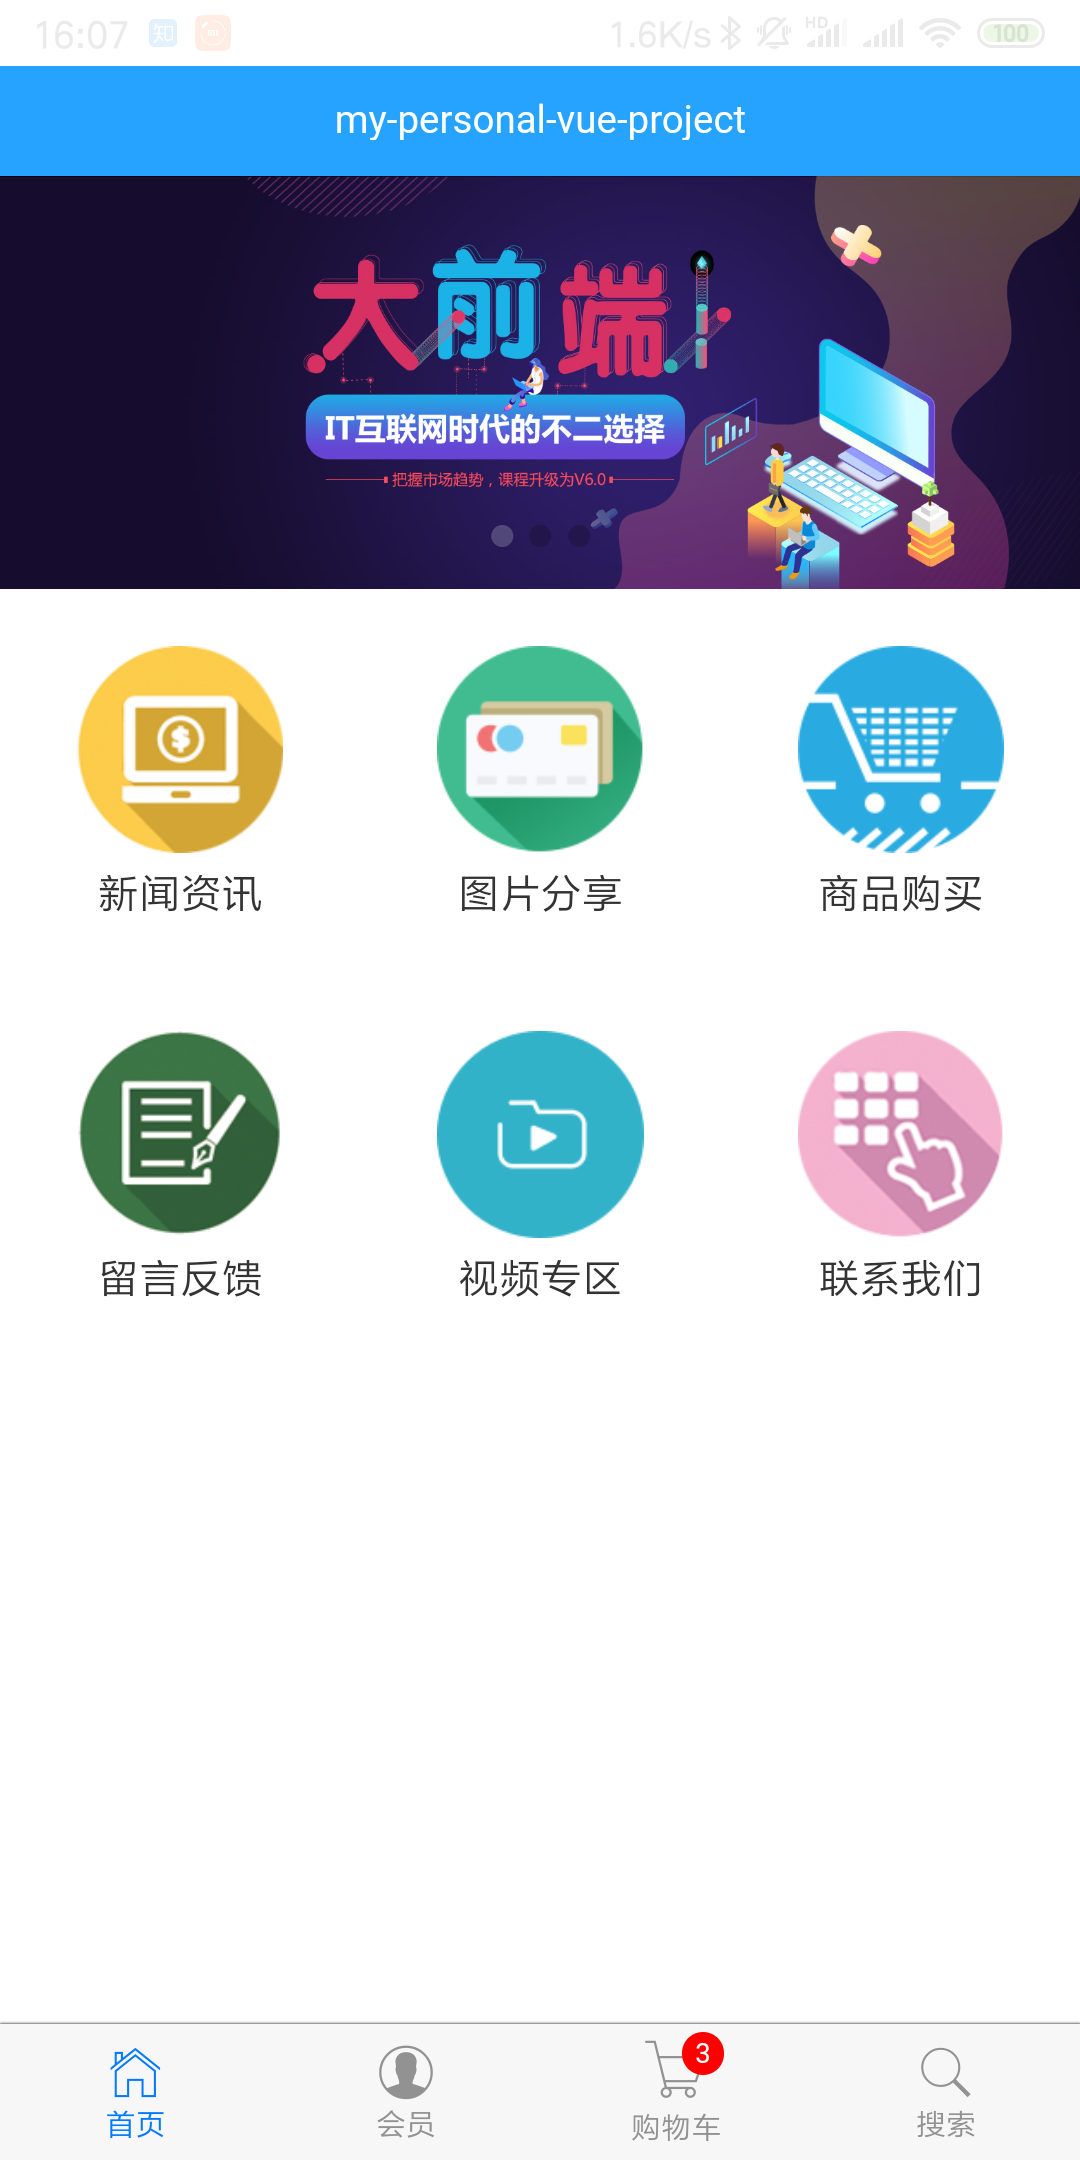 16:07 知 1.6K/s HD 100
my-personal-vue-project
大前端
IT互联网时代的不二选择
把握市场趋势，课程升级为V6.0
新闻资讯 图片分享 商品购买
留言反馈 视频专区 联系我们
3
首页 会员 购物车 搜索